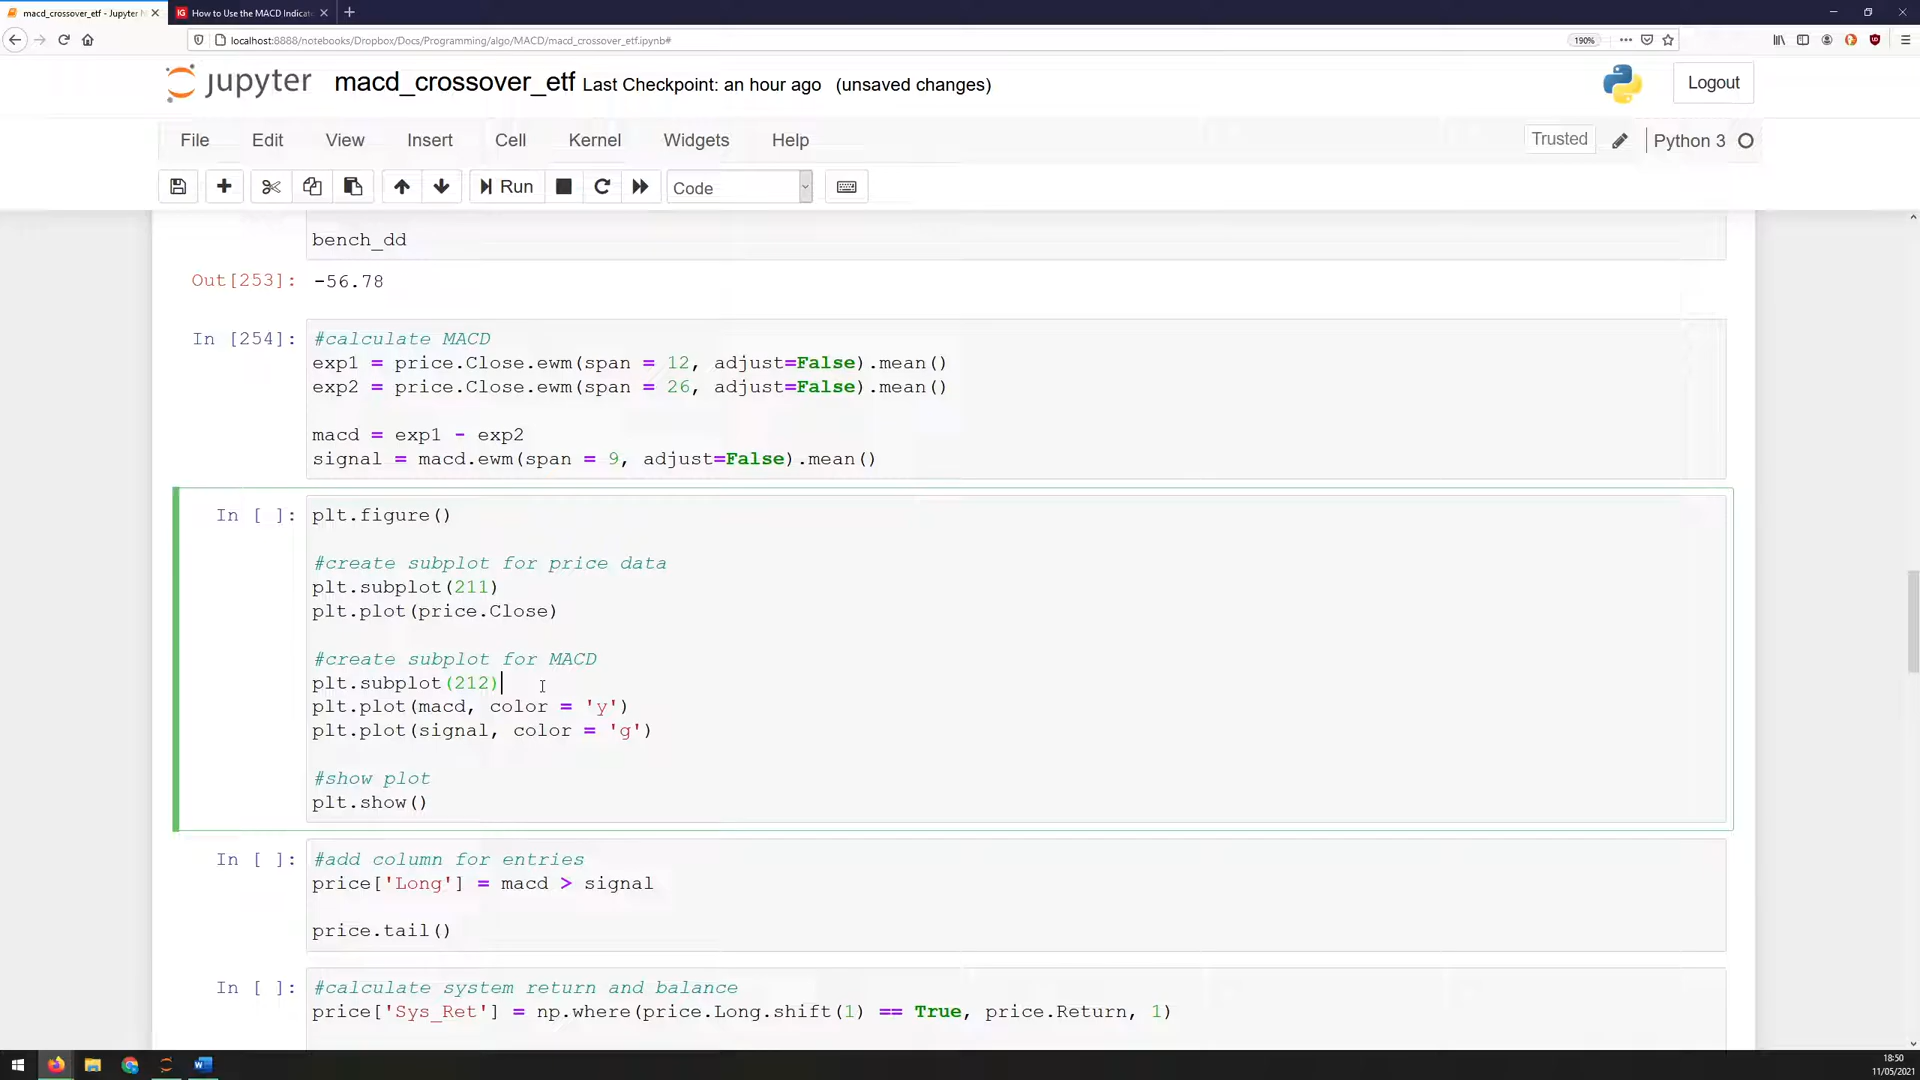 macd_crossover_etf - Jupyter N
How to Use the MACD Indicat
localhost:8888/notebooks/Dropbox/Docs/Programming/algo/MACD/macd_crossover_etf.ipynb#
190%
jupyter macd_crossover_etf Last Checkpoint: an hour ago (unsaved changes)
Logout
File Edit View Insert Cell Kernel Widgets Help
Trusted
Python 3
Run
Code
bench_dd
Out[253]: -56.78
In [254]: #calculate MACD
exp1 = price.Close.ewm(span = 12, adjust=False).mean()
exp2 = price.Close.ewm(span = 26, adjust=False).mean()
macd = exp1 - exp2
signal = macd.ewm(span = 9, adjust=False).mean()
In [ ]: plt.figure()
#create subplot for price data
plt.subplot(211)
plt.plot(price.Close)
#create subplot for MACD
plt.subplot(212)
plt.plot(macd, color = 'y')
plt.plot(signal, color = 'g')
#show plot
plt.show()
In [ ]: #add column for entries
price['Long'] = macd > signal
price.tail()
In [ ]: #calculate system return and balance
price['Sys_Ret'] = np.where(price.Long.shift(1) == True, price.Return, 1)
18:50
11/05/2021